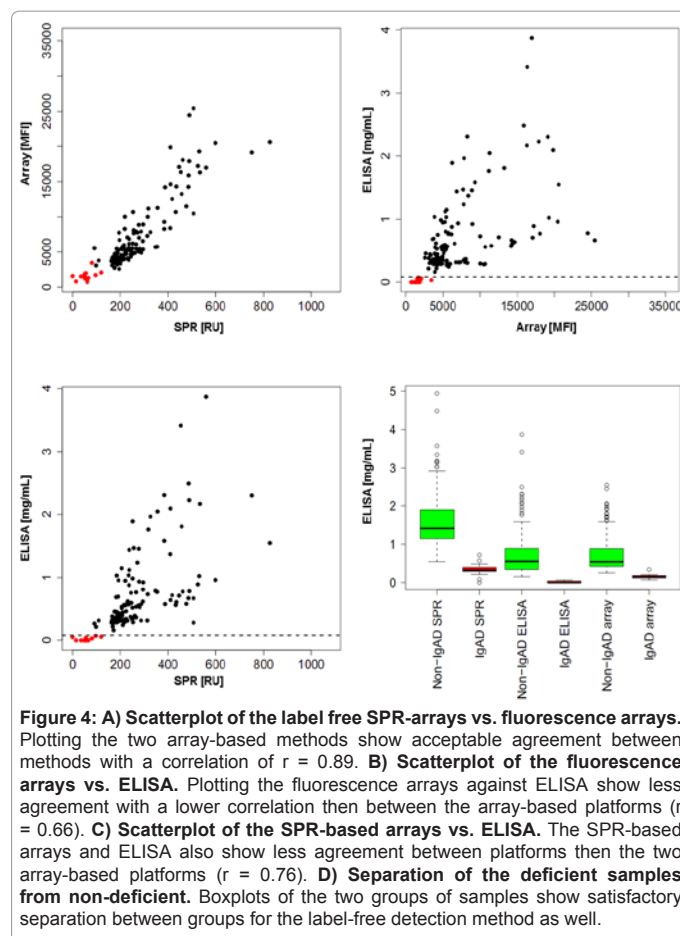 35000
25000
15000
5000
0
Array [MFI]
0 200 400 600 800 1000
SPR [RU]
4
3
2
1
0
ELISA [mg/mL]
0 5000 15000 25000 35000
Array [MFI]
4
3
2
1
0
ELISA [mg/mL]
0 200 400 600 800 1000
SPR [RU]
5
4
3
2
1
0
ELISA [mg/mL]
Non-IgAD SPR
IgAD SPR
Non-IgAD ELISA
IgAD ELISA
Non-IgAD array
IgAD array
Figure 4: A) Scatterplot of the label free SPR-arrays vs. fluorescence arrays.
Plotting the two array-based methods show acceptable agreement between
methods with a correlation of r = 0.89. B) Scatterplot of the fluorescence
arrays vs. ELISA. Plotting the fluorescence arrays against ELISA show less
agreement with a lower correlation then between the array-based platforms (r
= 0.66). C) Scatterplot of the SPR-based arrays vs. ELISA. The SPR-based
arrays and ELISA also show less agreement between platforms then the two
array-based platforms (r = 0.76). D) Separation of the deficient samples
from non-deficient. Boxplots of the two groups of samples show satisfactory
separation between groups for the label-free detection method as well.